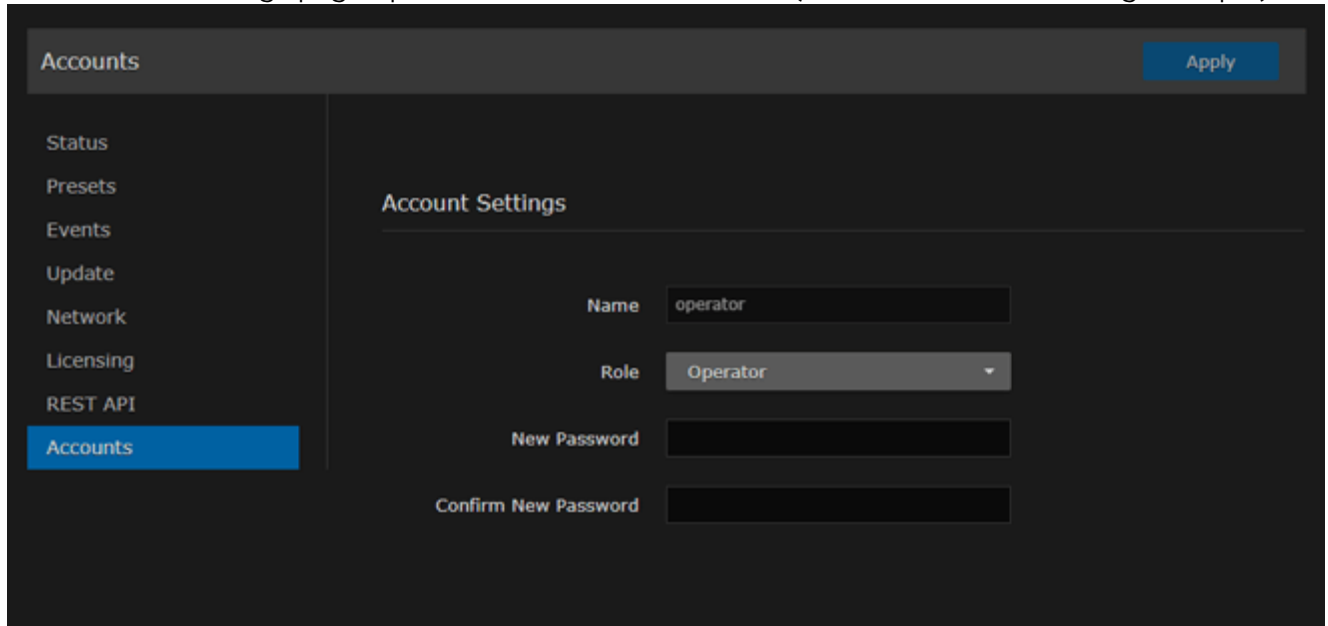 Accounts
Apply
Status
Presets
Events
Update
Network
Licensing
REST API
Accounts
Account Settings
Name operator
Role Operator
New Password
Confirm New Password